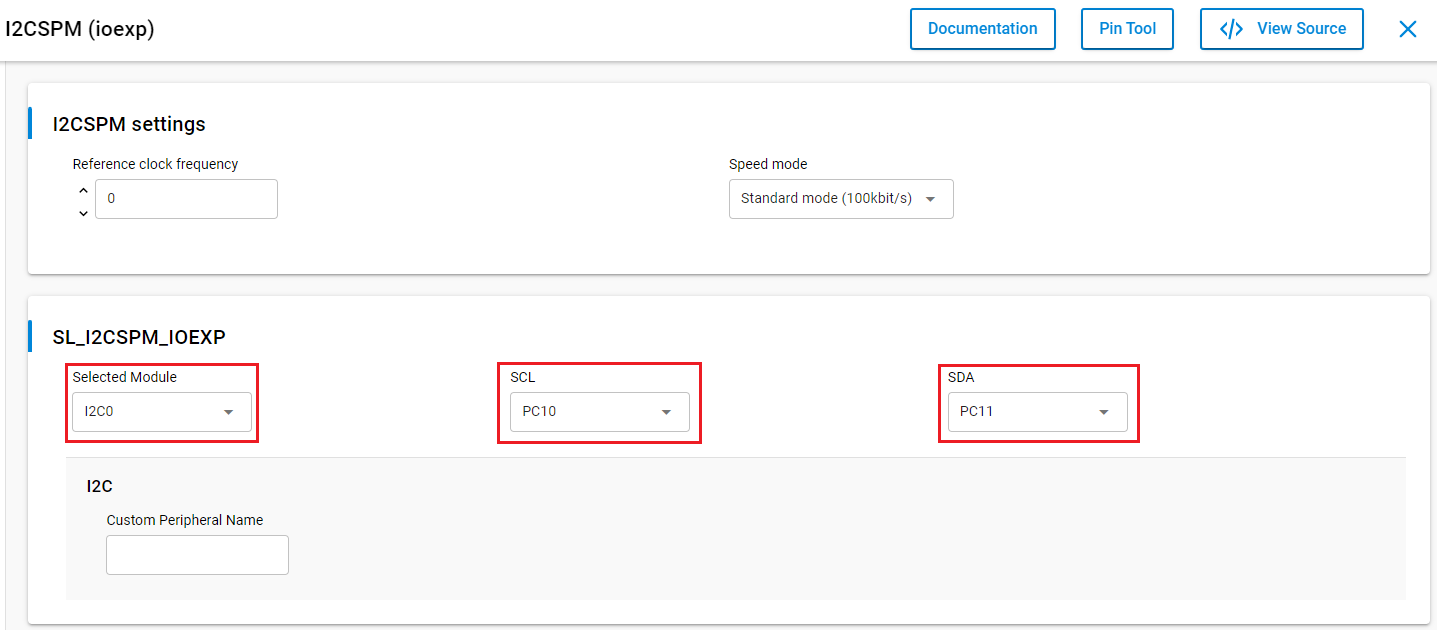 I2CSPM (ioexp)
Documentation
Pin Tool
</> View Source
I2CSPM settings
Reference clock frequency
Speed mode
0
Standard mode (100kbit/s)
SL_I2CSPM_IOEXP
Selected Module
SCL
SDA
I2C0
PC10
PC11
I2C
Custom Peripheral Name